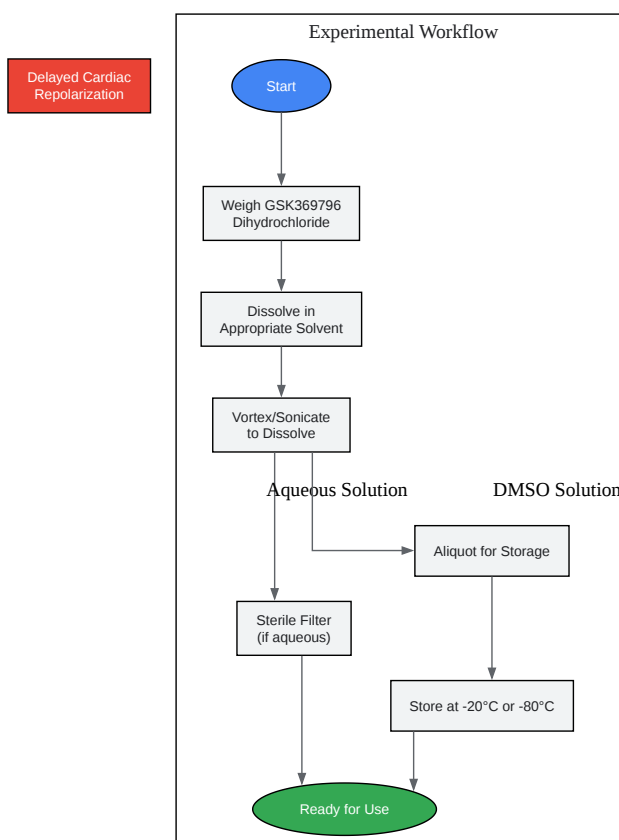 Experimental Workflow
Delayed Cardiac
Repolarization
Start
Weigh GSK369796
Dihydrochloride
Dissolve in
Appropriate Solvent
Vortex/Sonicate
to Dissolve
Aqueous Solution
DMSO Solution
Aliquot for Storage
Sterile Filter
(if aqueous)
Store at -20°C or -80°C
Ready for Use